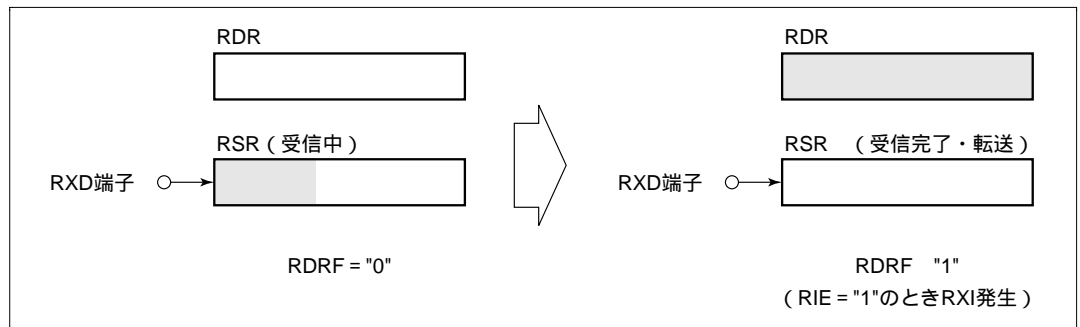 RDR
RSR（受信中）
RXD端子
RDRF = "0"
RDR
RSR （受信完了・転送）
RXD端子
RDRF "1"
（RIE = "1"のときRXI発生）